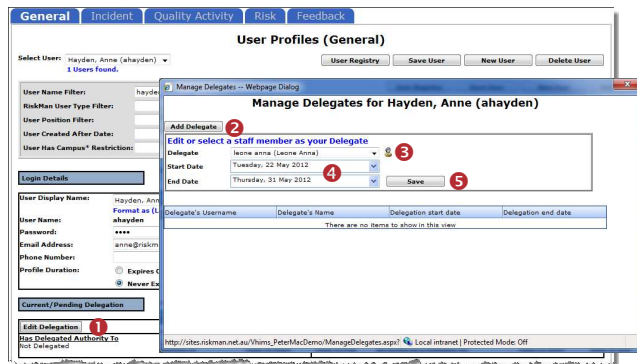 General Incident Quality Activity Risk Feedback
User Profiles (General)
Select User: Hayden, Anne (ahayden)
1 Users found.
User Registry Save User New User Delete User
User Name Filter: hayde
RiskMan User Type Filter:
User Position Filter:
User Created After Date:
User Has Campus* Restriction:
Manage Delegates -- Webpage Dialog
Manage Delegates for Hayden, Anne (ahayden)
Add Delegate 2
Edit or select a staff member as your Delegate
Delegate leone anna (Leone Anna) 3
Start Date Tuesday, 22 May 2012 4
End Date Thursday, 31 May 2012 Save 5
Delegate's Username Delegate's Name Delegation start date Delegation end date
There are no items to show in this view
Login Details
User Display Name: Hayden, Ann
Format as (L
User Name: ahayden
Password: ••••
Email Address: anne@riskm
Phone Number:
Profile Duration: Expires O
Never Ex
Current/Pending Delegation
Edit Delegation 1
Has Delegated Authority To
Not Delegated
http://sites.riskman.net.au/Vhims_PeterMacDemo/ManageDelegates.aspx? Local intranet | Protected Mode: Off